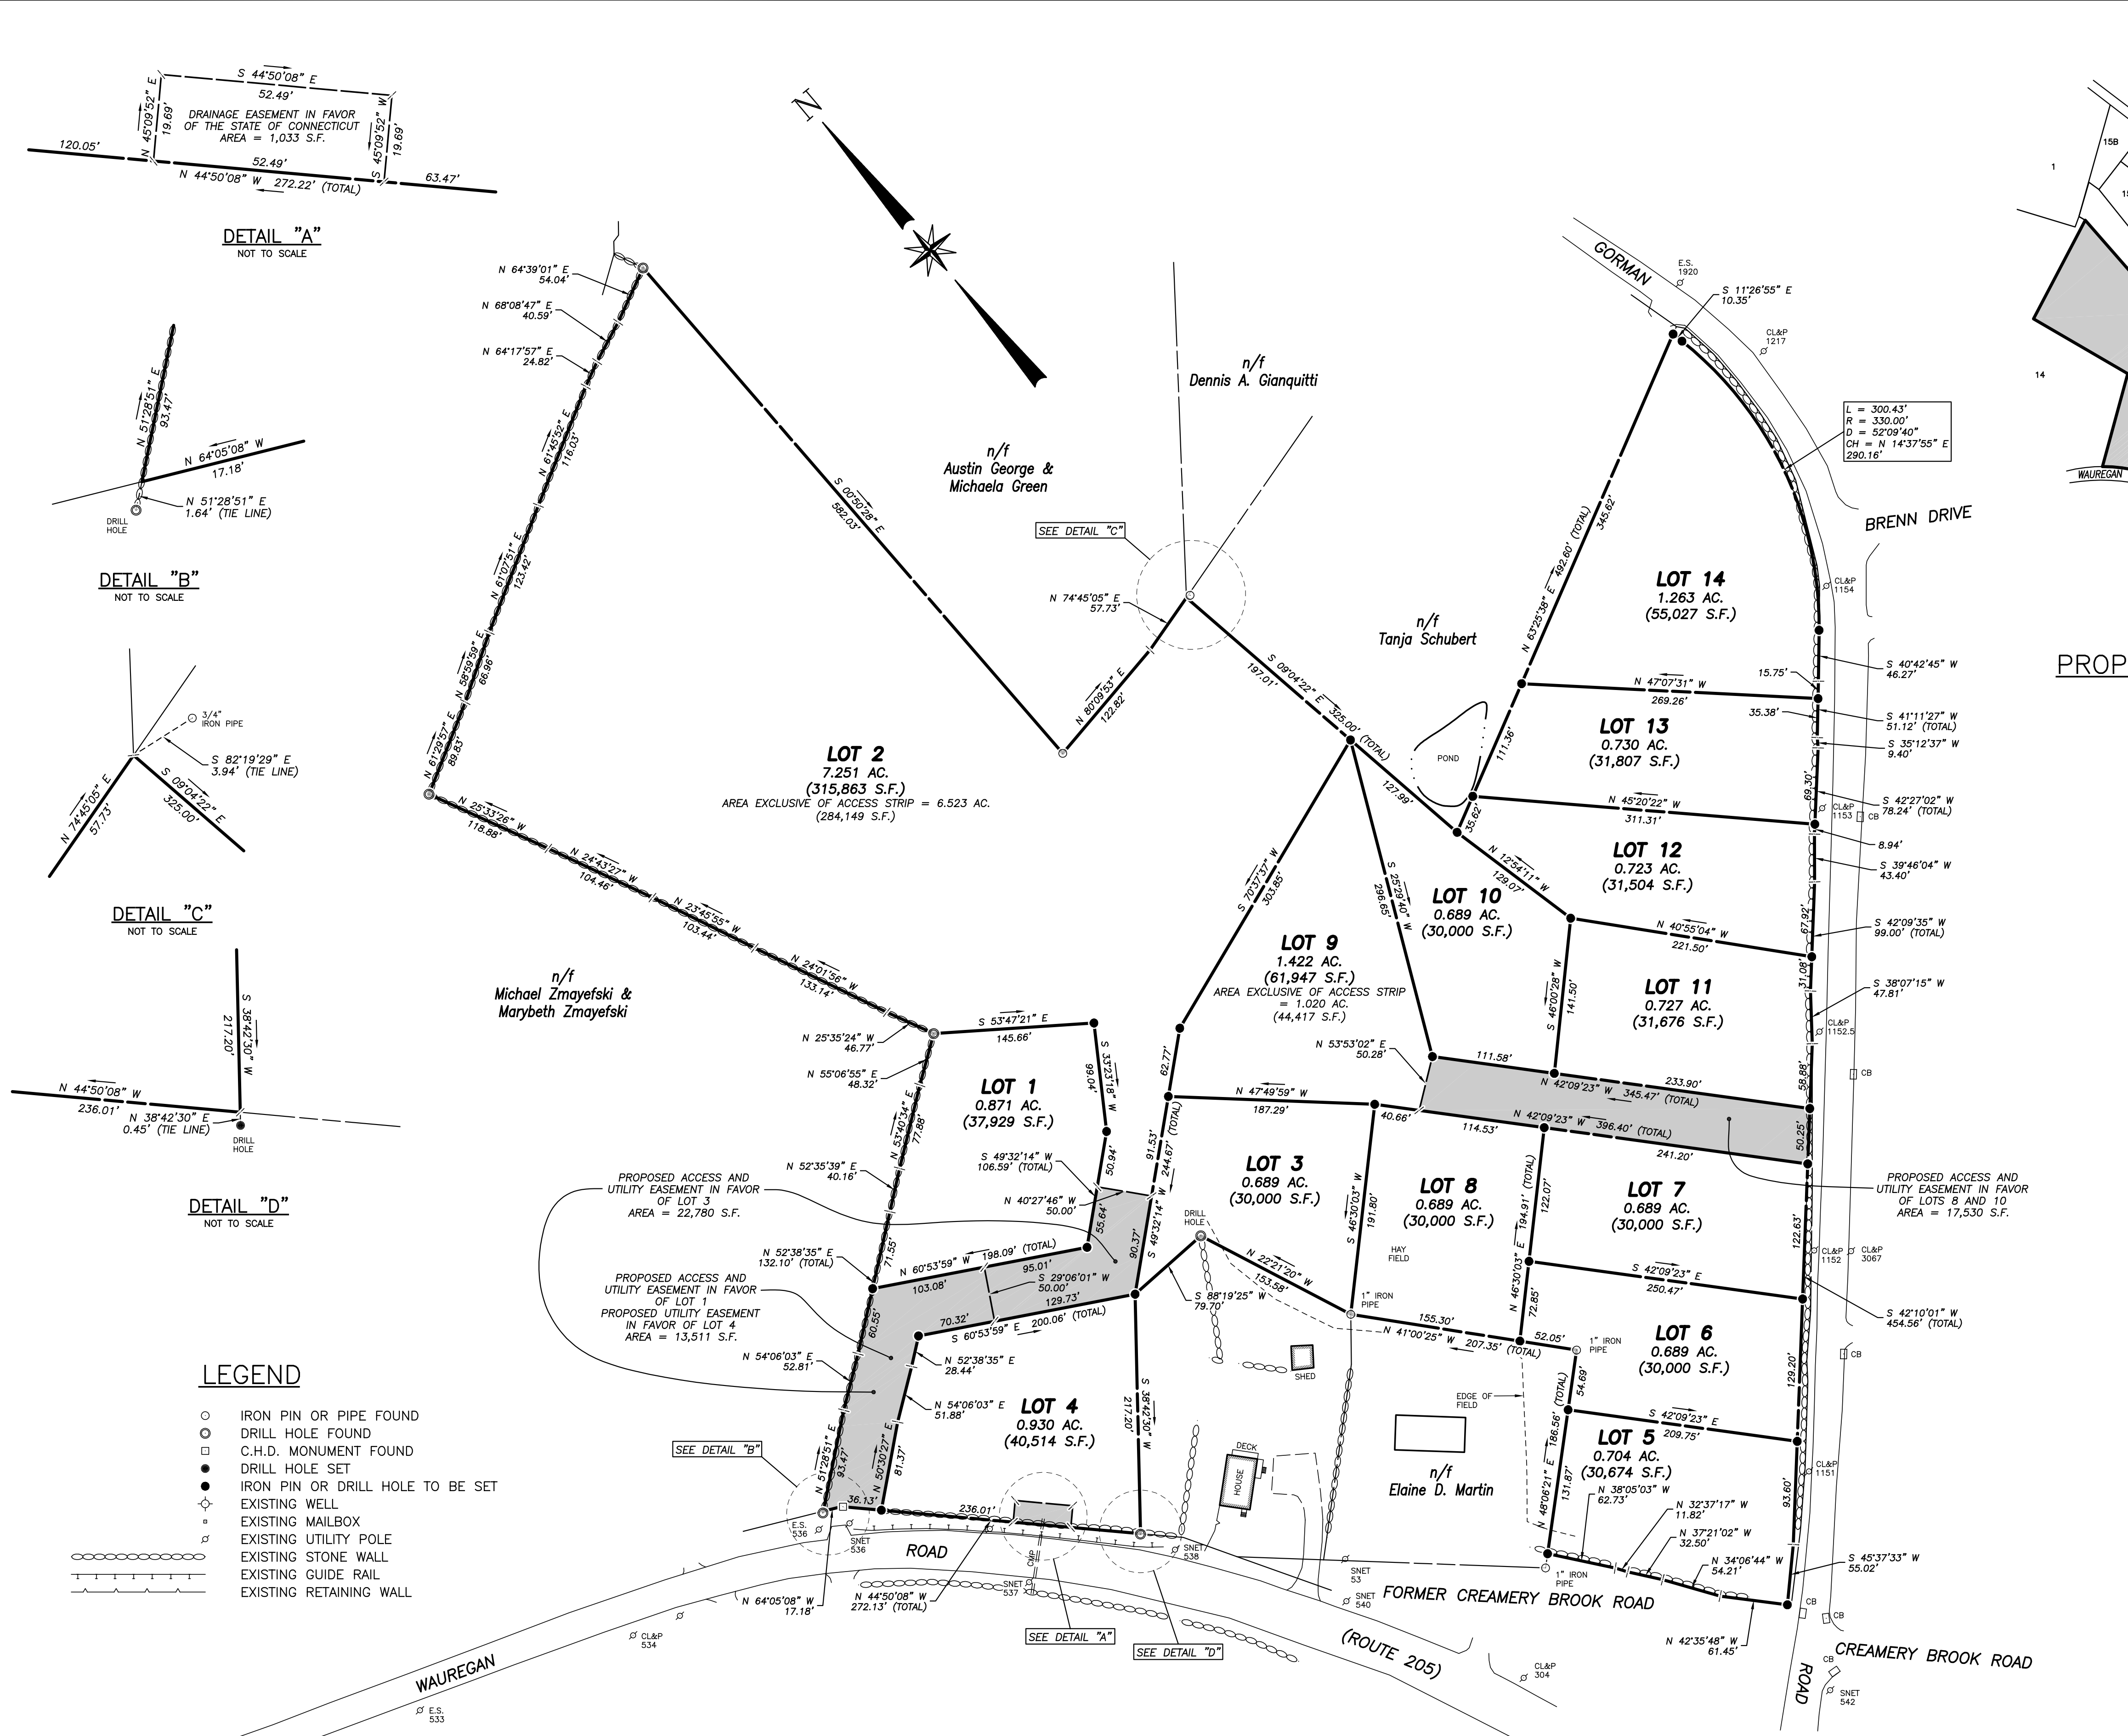 S 44°50'08" E
52.49'
N 45°09'52" E
19.69'
DRAINAGE EASEMENT IN FAVOR
OF THE STATE OF CONNECTICUT
AREA = 1,033 S.F.
S 45°09'52" W
19.69'
120.05'
52.49'
N 44°50'08" W 272.22' (TOTAL)
63.47'
DETAIL "A"
NOT TO SCALE
N 51°28'51" E
93.47'
N 64°05'08" W
17.18'
N 51°28'51" E
1.64' (TIE LINE)
DRILL
HOLE
DETAIL "B"
NOT TO SCALE
3/4"
IRON PIPE
S 82°19'29" E
3.94' (TIE LINE)
N 74°45'05" E
57.73'
S 09°04'22" E
325.00'
DETAIL "C"
NOT TO SCALE
S 38°42'30" W
217.20'
N 44°50'08" W
236.01'
N 38°42'30" E
0.45' (TIE LINE)
DRILL
HOLE
DETAIL "D"
NOT TO SCALE
LEGEND
IRON PIN OR PIPE FOUND
DRILL HOLE FOUND
C.H.D. MONUMENT FOUND
DRILL HOLE SET
IRON PIN OR DRILL HOLE TO BE SET
EXISTING WELL
EXISTING MAILBOX
EXISTING UTILITY POLE
EXISTING STONE WALL
EXISTING GUIDE RAIL
EXISTING RETAINING WALL
N
N 64°39'01" E
54.04'
N 68°08'47" E
40.59'
N 64°17'57" E
24.82'
N 61°45'52" E
116.03'
N 61°07'51" E
123.42'
N 58°59'59" E
66.96'
N 61°29'57" E
89.83'
S 00°50'28" E
582.03'
n/f
Austin George &
Michaela Green
n/f
Dennis A. Gianquitti
SEE DETAIL "C"
N 74°45'05" E
57.73'
N 80°09'53" E
122.82'
S 09°04'22" E 325.00' (TOTAL)
197.01'
127.99'
n/f
Tanja Schubert
POND
LOT 2
7.251 AC.
(315,863 S.F.)
AREA EXCLUSIVE OF ACCESS STRIP = 6.523 AC.
(284,149 S.F.)
N 25°33'26" W
118.88'
N 24°43'27" W
104.46'
N 23°45'55" W
103.44'
N 24°01'56" W
133.14'
N 25°35'24" W
46.77'
n/f
Michael Zmayefski &
Marybeth Zmayefski
N 55°06'55" E
48.32'
N 53°40'34" E
77.88'
N 52°35'39" E
40.16'
N 52°38'35" E
132.10' (TOTAL)
71.55'
60.55'
N 54°06'03" E
52.81'
N 51°28'51" E
93.47'
LOT 1
0.871 AC.
(37,929 S.F.)
S 53°47'21" E
145.66'
S 33°23'18" W
99.04'
50.94'
S 49°32'14" W
106.59' (TOTAL)
55.64'
N 40°27'46" W
50.00'
N 60°53'59" W 198.09' (TOTAL)
103.08'
95.01'
S 29°06'01" W
50.00'
70.32'
129.73'
S 60°53'59" E 200.06' (TOTAL)
PROPOSED ACCESS AND
UTILITY EASEMENT IN FAVOR
OF LOT 3
AREA = 22,780 S.F.
PROPOSED ACCESS AND
UTILITY EASEMENT IN FAVOR
OF LOT 1
PROPOSED UTILITY EASEMENT
IN FAVOR OF LOT 4
AREA = 13,511 S.F.
N 52°38'35" E
28.44'
N 54°06'03" E
51.88'
N 50°30'27" E
81.37'
LOT 4
0.930 AC.
(40,514 S.F.)
S 38°42'30" W
217.20'
SEE DETAIL "B"
36.13'
236.01'
E.S.
536
SNET
536
SNET
537
SNET
538
CMP
N 64°05'08" W
17.18'
N 44°50'08" W
272.13' (TOTAL)
SEE DETAIL "A"
SEE DETAIL "D"
WAUREGAN
ROAD
(ROUTE 205)
CL&P
534
E.S.
533
S 70°37'37" W
303.85'
62.77'
S 49°32'14" W 244.67' (TOTAL)
91.53'
90.37'
LOT 9
1.422 AC.
(61,947 S.F.)
AREA EXCLUSIVE OF ACCESS STRIP
= 1.020 AC.
(44,417 S.F.)
S 25°29'40" W
296.65'
N 53°53'02" E
50.28'
N 47°49'59" W
187.29'
40.66'
114.53'
LOT 3
0.689 AC.
(30,000 S.F.)
S 46°30'03" W
191.80'
DRILL
HOLE
S 88°19'25" W
79.70'
N 22°21'20" W
153.58'
1" IRON
PIPE
HAY
FIELD
LOT 8
0.689 AC.
(30,000 S.F.)
155.30'
52.05'
N 41°00'25" W 207.35' (TOTAL)
1" IRON
PIPE
SHED
DECK
HOUSE
EDGE OF
FIELD
n/f
Elaine D. Martin
SNET
53
SNET
540
FORMER CREAMERY BROOK ROAD
CL&P
304
LOT 10
0.689 AC.
(30,000 S.F.)
N 12°54'11" W
129.07'
111.58'
233.90'
N 42°09'23" W 345.47' (TOTAL)
N 42°09'23" W 396.40' (TOTAL)
241.20'
S 46°00'28" W
141.50'
LOT 11
0.727 AC.
(31,676 S.F.)
N 40°55'04" W
221.50'
LOT 12
0.723 AC.
(31,504 S.F.)
N 45°20'22" W
311.31'
35.62'
LOT 13
0.730 AC.
(31,807 S.F.)
111.36'
N 47°07'31" W
269.26'
LOT 14
1.263 AC.
(55,027 S.F.)
N 63°25'38" E 492.60' (TOTAL)
345.62'
GORMAN
E.S.
1920
S 11°26'55" E
10.35'
CL&P
1217
L = 300.43'
R = 330.00'
D = 52°09'40"
CH = N 14°37'55" E
290.16'
BRENN DRIVE
CL&P
1154
S 40°42'45" W
46.27'
15.75'
35.38'
S 41°11'27" W
51.12' (TOTAL)
S 35°12'37" W
9.40'
69.30'
S 42°27'02" W
78.24' (TOTAL)
CL&P
1153
CB
8.94'
S 39°46'04" W
43.40'
67.92'
S 42°09'35" W
99.00' (TOTAL)
31.08'
S 38°07'15" W
47.81'
CL&P
1152.5
CB
58.88'
50.25'
PROPOSED ACCESS AND
UTILITY EASEMENT IN FAVOR
OF LOTS 8 AND 10
AREA = 17,530 S.F.
LOT 7
0.689 AC.
(30,000 S.F.)
N 46°30'03" E 194.91' (TOTAL)
122.07'
72.85'
122.63'
CL&P
1152
CL&P
3067
S 42°09'23" E
250.47'
S 42°10'01" W
454.56' (TOTAL)
LOT 6
0.689 AC.
(30,000 S.F.)
129.20'
CB
54.69'
N 48°06'21" E 186.56' (TOTAL)
131.87'
S 42°09'23" E
209.75'
LOT 5
0.704 AC.
(30,674 S.F.)
CL&P
1151
93.60'
N 38°05'03" W
62.73'
N 32°37'17" W
11.82'
N 37°21'02" W
32.50'
N 34°06'44" W
54.21'
S 45°37'33" W
55.02'
1" IRON
PIPE
N 42°35'48" W
61.45'
CB
CB
CREAMERY BROOK ROAD
CB
SNET
542
ROAD
1
15B
14
WAUREGAN
PROP